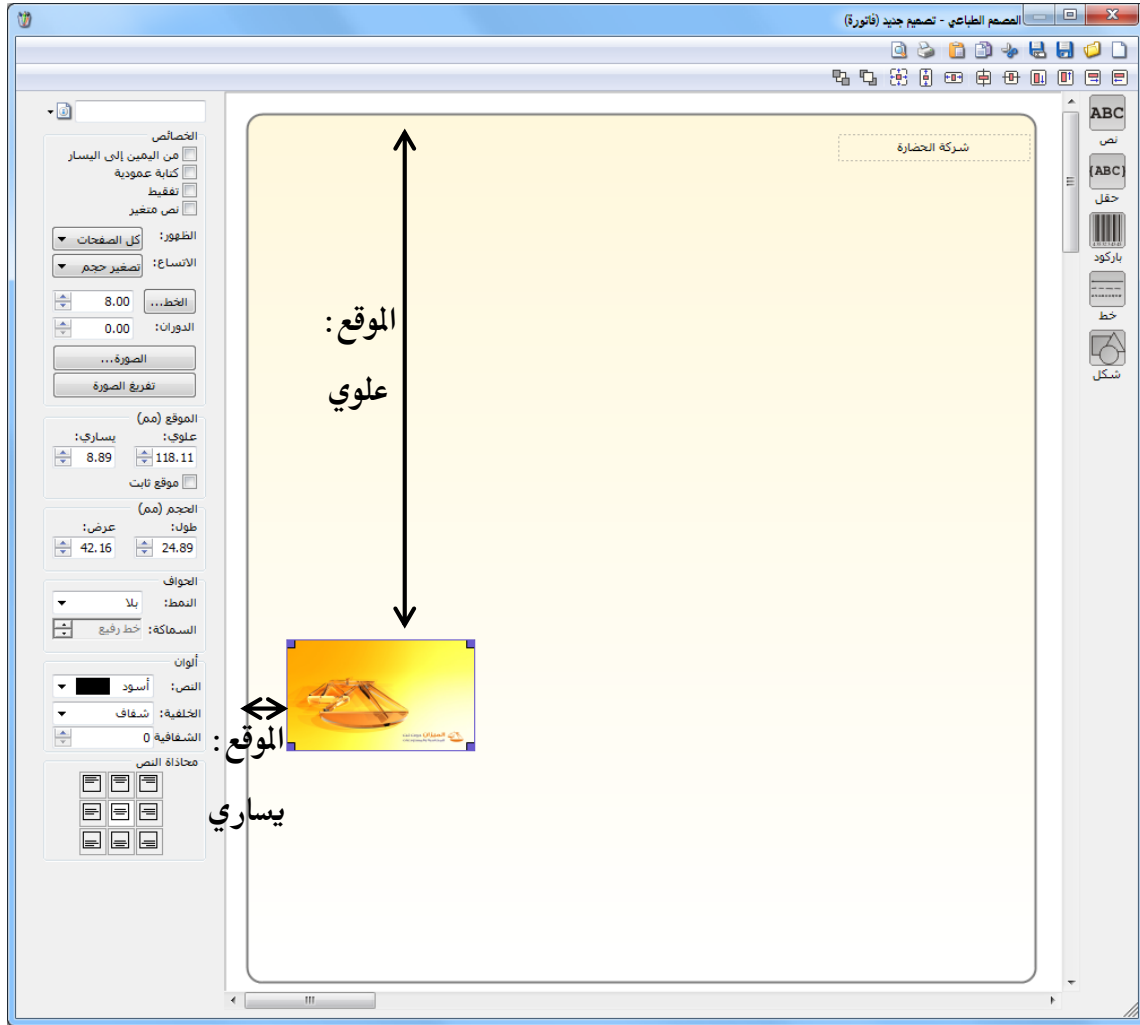 المصمم الطباعي - تصميم جديد (فاتورة)
ABC
نص
{ABC}
حقل
باركود
خط
شكل
شركة الحضارة
الموقع:
علوي
الموقع:
يساري
الميزان
الخصائص
من اليمين إلى اليسار
كتابة عمودية
تفقيط
نص متغير
الظهور: كل الصفحات
الاتساع: تصغير حجم
الخط... 8.00
الدوران: 0.00
الصورة...
تفريغ الصورة
الموقع (مم)
علوي: يساري:
118.11 8.89
موقع ثابت
الحجم (مم)
طول: عرض:
24.89 42.16
الحواف
النمط: بلا
السماكة: خط رفيع
ألوان
النص: أسود
الخلفية: شفاف
الشفافية 0
محاذاة النص